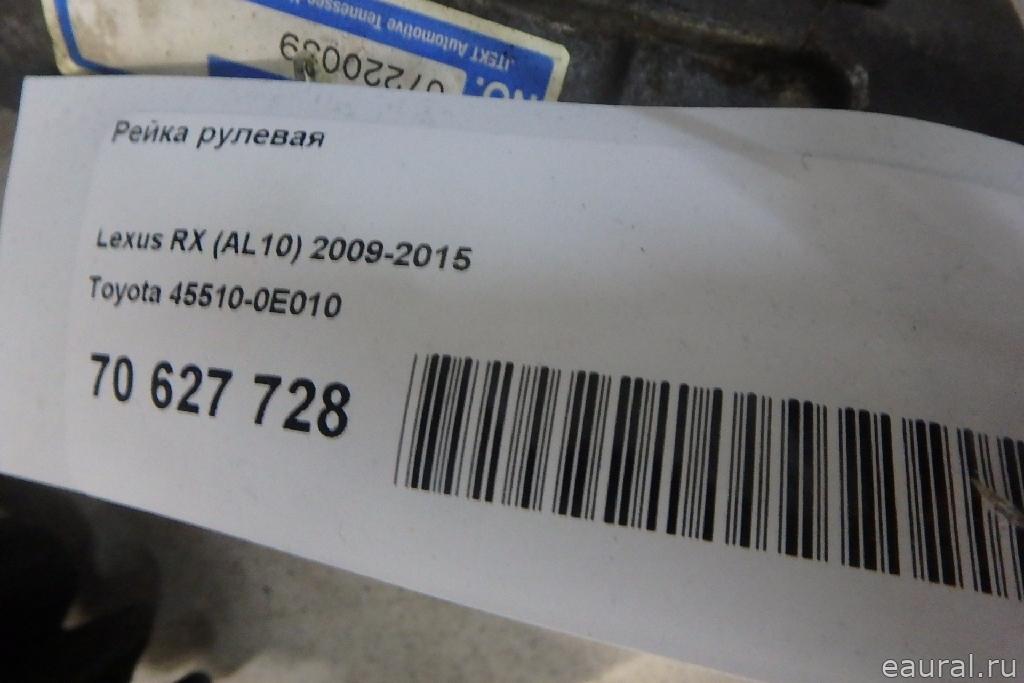 JTEKT Automotive Tennessee
07220039
NO.
Рейка рулевая
Lexus RX (AL10) 2009-2015
Toyota 45510-0E010
70 627 728
eaural.ru